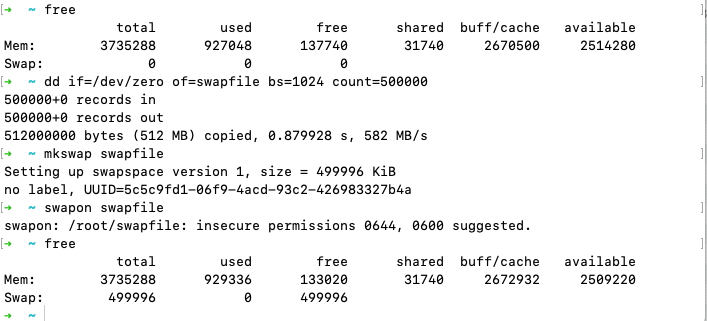 [➜ ~ free ]
total used free shared buff/cache available
Mem: 3735288 927048 137740 31740 2670500 2514280
Swap: 0 0 0
[➜ ~ dd if=/dev/zero of=swapfile bs=1024 count=500000 ]
500000+0 records in
500000+0 records out
512000000 bytes (512 MB) copied, 0.879928 s, 582 MB/s
[➜ ~ mkswap swapfile ]
Setting up swapspace version 1, size = 499996 KiB
no label, UUID=5c5c9fd1-06f9-4acd-93c2-426983327b4a
[➜ ~ swapon swapfile ]
swapon: /root/swapfile: insecure permissions 0644, 0600 suggested.
[➜ ~ free ]
total used free shared buff/cache available
Mem: 3735288 929336 133020 31740 2672932 2509220
Swap: 499996 0 499996
➜ ~